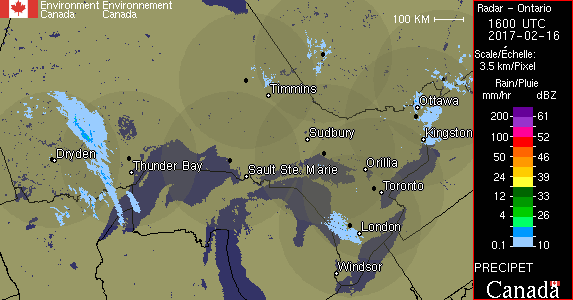 Environment Environnement
Canada Canada
100 KM
Timmins
Ottawa
Sudbury
Kingston
Dryden
Thunder Bay
Sault Ste. Marie
Orillia
Toronto
London
Windsor
Radar - Ontario
1600 UTC
2017-02-16
Scale/Échelle:
3.5 km/Pixel
Rain/Pluie
mm/hr dBZ
200 61
100 52
50 46
24 39
12 33
4 26
0.1 10
PRECIPET
Canada